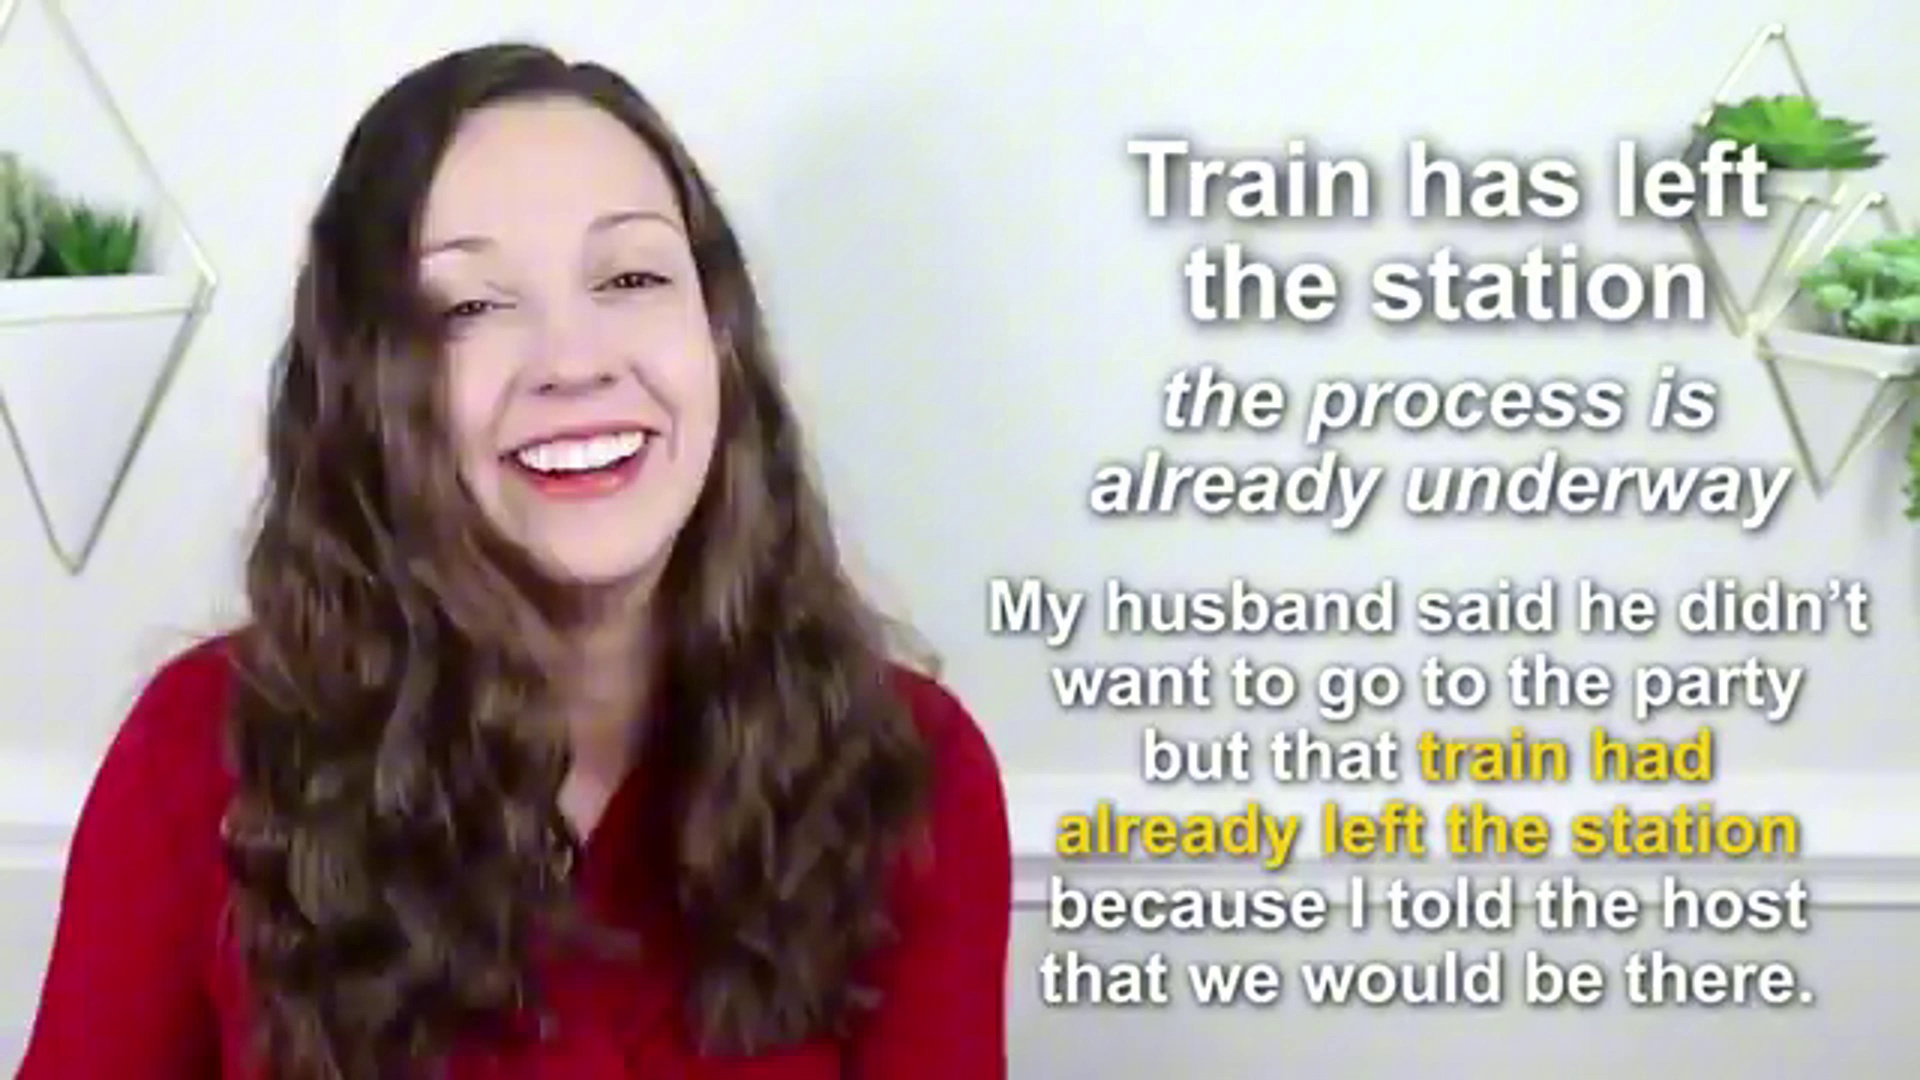 Train has left
the station
the process is
already underway
My husband said he didn't
want to go to the party
but that train had
already left the station
because I told the host
that we would be there.